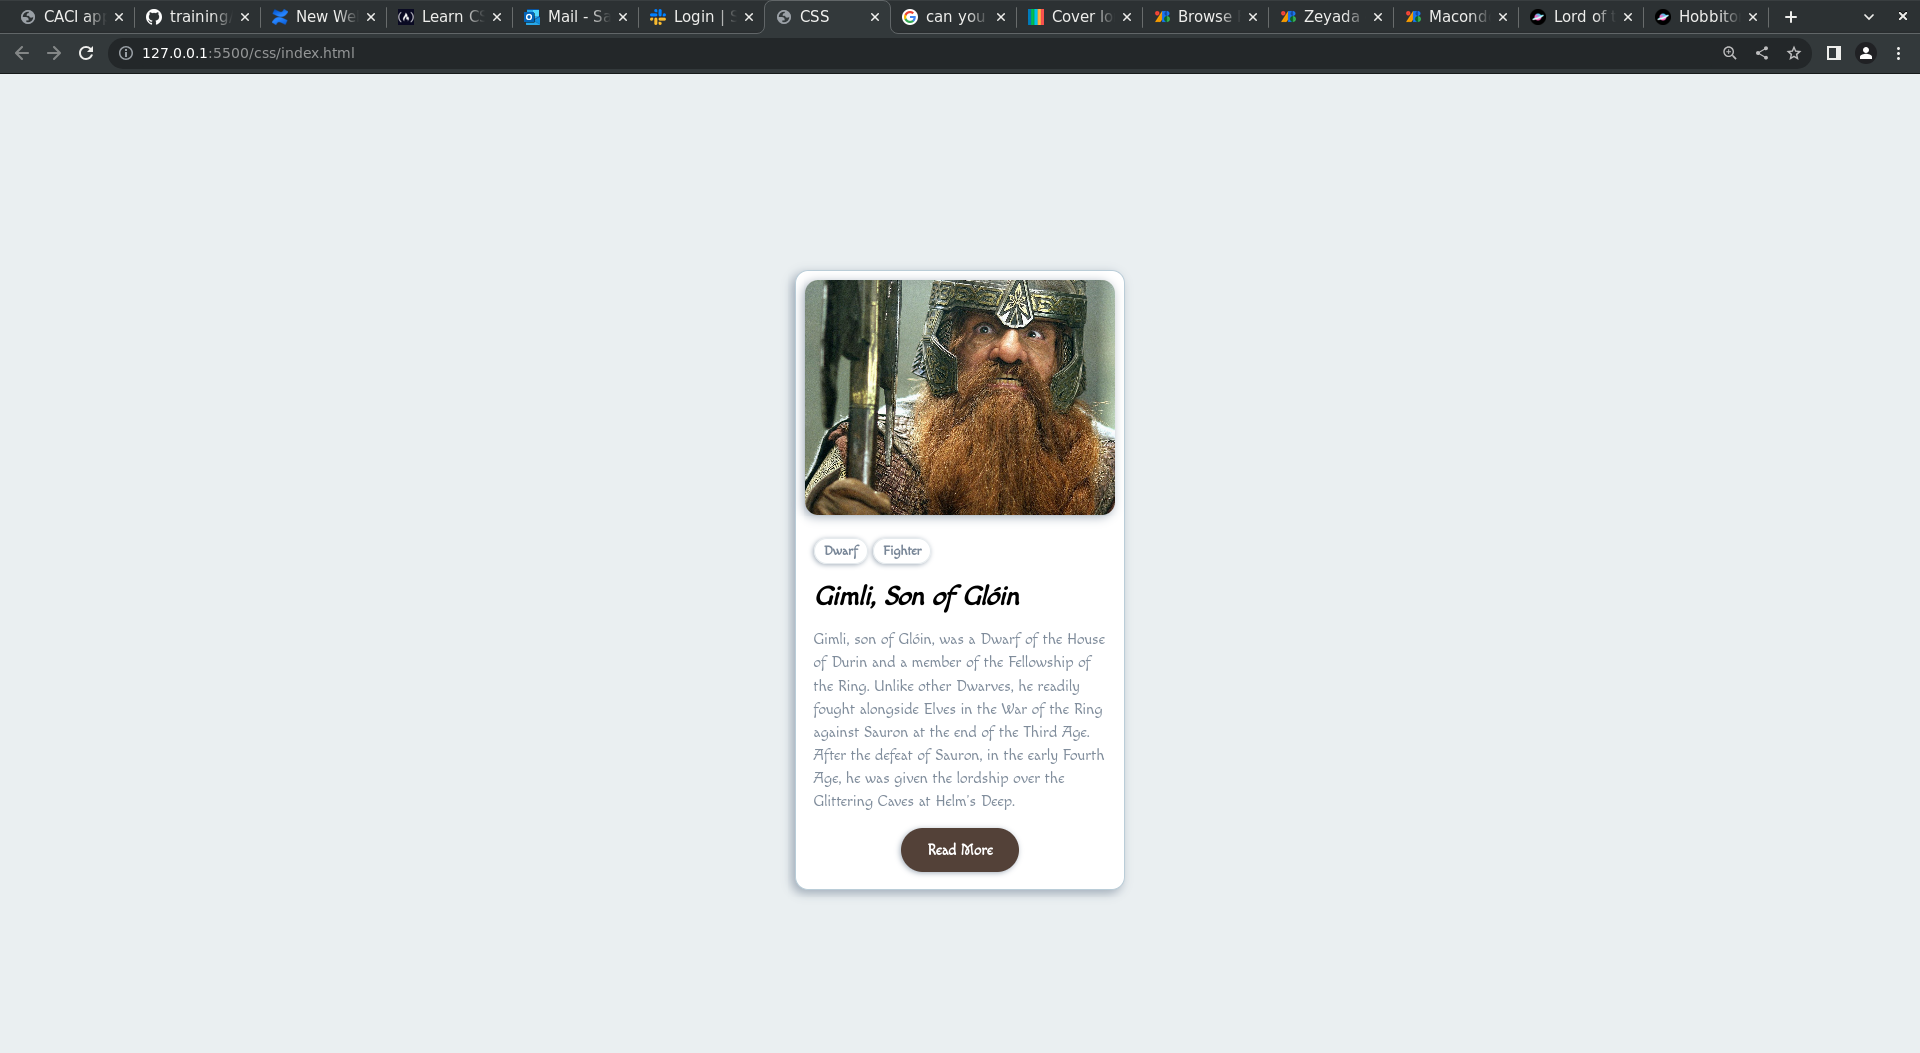 CACI ap
training
New We
Learn CS
Mail - Sa
Login |
CSS
can you
Cover lo
Browse
Zeyada
Macond
Lord of
Hobbito
127.0.0.1:5500/css/index.html
Dwarf Fighter
Gimli, Son of Glóin
Gimli, son of Glóin, was a Dwarf of the House
of Durin and a member of the Fellowship of
the Ring. Unlike other Dwarves, he readily
fought alongside Elves in the War of the Ring
against Sauron at the end of the Third Age.
After the defeat of Sauron, in the early Fourth
Age, he was given the lordship over the
Glittering Caves at Helm's Deep.
Read More